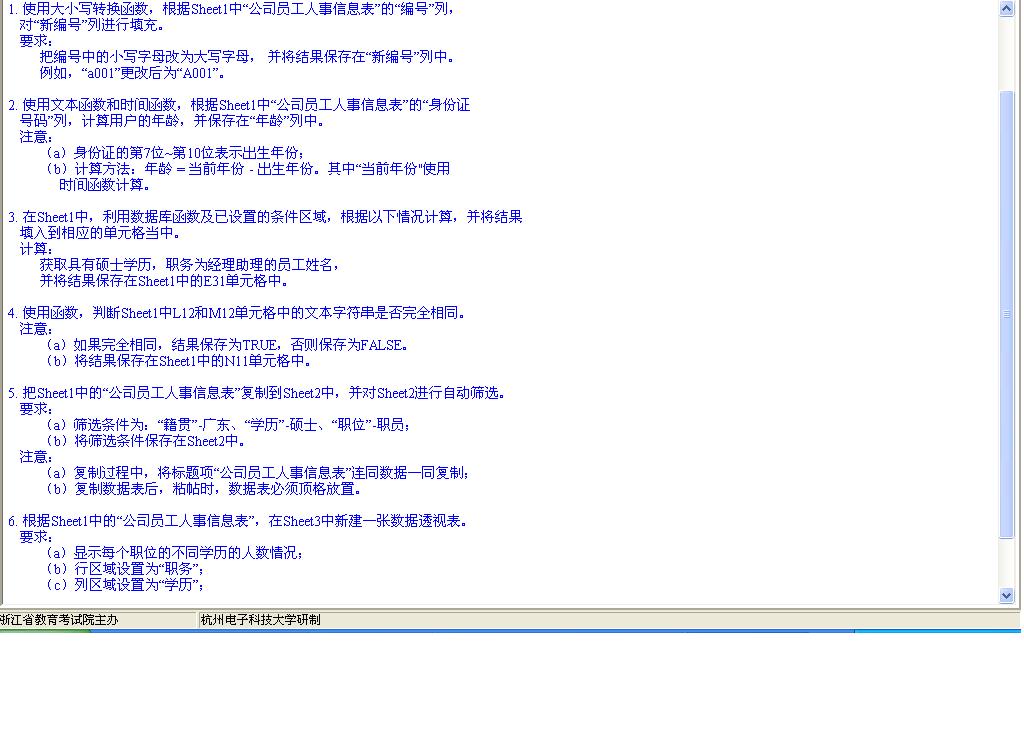 1. 使用大小写转换函数，根据Sheet1中“公司员工人事信息表”的“编号”列，
对“新编号”列进行填充。
要求：
把编号中的小写字母改为大写字母， 并将结果保存在“新编号”列中。
例如，“a001”更改后为“A001”。
2. 使用文本函数和时间函数，根据Sheet1中“公司员工人事信息表”的“身份证
号码”列，计算用户的年龄，并保存在“年龄”列中。
注意：
（a）身份证的第7位~第10位表示出生年份；
（b）计算方法：年龄 = 当前年份 - 出生年份。其中“当前年份"使用
时间函数计算。
3. 在Sheet1中，利用数据库函数及已设置的条件区域，根据以下情况计算，并将结果
填入到相应的单元格当中。
计算：
获取具有硕士学历，职务为经理助理的员工姓名，
并将结果保存在Sheet1中的E31单元格中。
4. 使用函数，判断Sheet1中L12和M12单元格中的文本字符串是否完全相同。
注意：
（a）如果完全相同，结果保存为TRUE，否则保存为FALSE。
（b）将结果保存在Sheet1中的N11单元格中。
5. 把Sheet1中的“公司员工人事信息表”复制到Sheet2中，并对Sheet2进行自动筛选。
要求：
（a）筛选条件为：“籍贯”-广东、“学历”-硕士、“职位”-职员；
（b）将筛选条件保存在Sheet2中。
注意：
（a）复制过程中，将标题项“公司员工人事信息表”连同数据一同复制；
（b）复制数据表后，粘帖时，数据表必须顶格放置。
6. 根据Sheet1中的“公司员工人事信息表”，在Sheet3中新建一张数据透视表。
要求：
（a）显示每个职位的不同学历的人数情况；
（b）行区域设置为“职务”；
（c）列区域设置为“学历”；
浙江省教育考试院主办
杭州电子科技大学研制